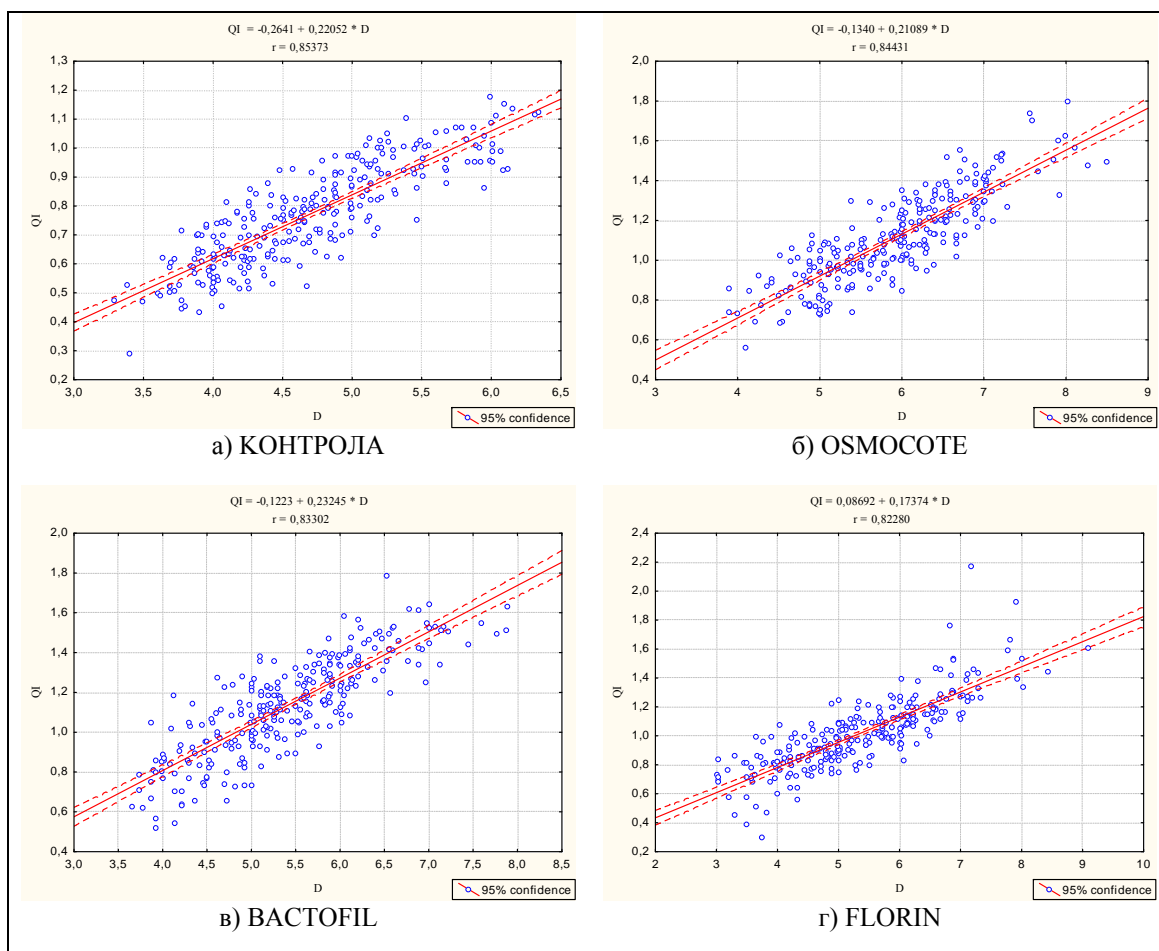 QI = -0,2641 + 0,22052 * D
r = 0,85373
1,3
1,2
1,1
1,0
0,9
0,8
0,7
0,6
0,5
0,4
0,3
0,2
QI
3,0 3,5 4,0 4,5 5,0 5,5 6,0 6,5
D
95% confidence
а) КОНТРОЛА
QI = -0,1340 + 0,21089 * D
r = 0,84431
2,0
1,8
1,6
1,4
1,2
1,0
0,8
0,6
0,4
QI
3 4 5 6 7 8 9
D
95% confidence
б) OSMOCOTE
QI = -0,1223 + 0,23245 * D
r = 0,83302
2,0
1,8
1,6
1,4
1,2
1,0
0,8
0,6
0,4
QI
3,0 3,5 4,0 4,5 5,0 5,5 6,0 6,5 7,0 7,5 8,0 8,5
D
95% confidence
в) BACTOFIL
QI = 0,08692 + 0,17374 * D
r = 0,82280
2,4
2,2
2,0
1,8
1,6
1,4
1,2
1,0
0,8
0,6
0,4
0,2
QI
2 3 4 5 6 7 8 9 10
D
95% confidence
г) FLORIN